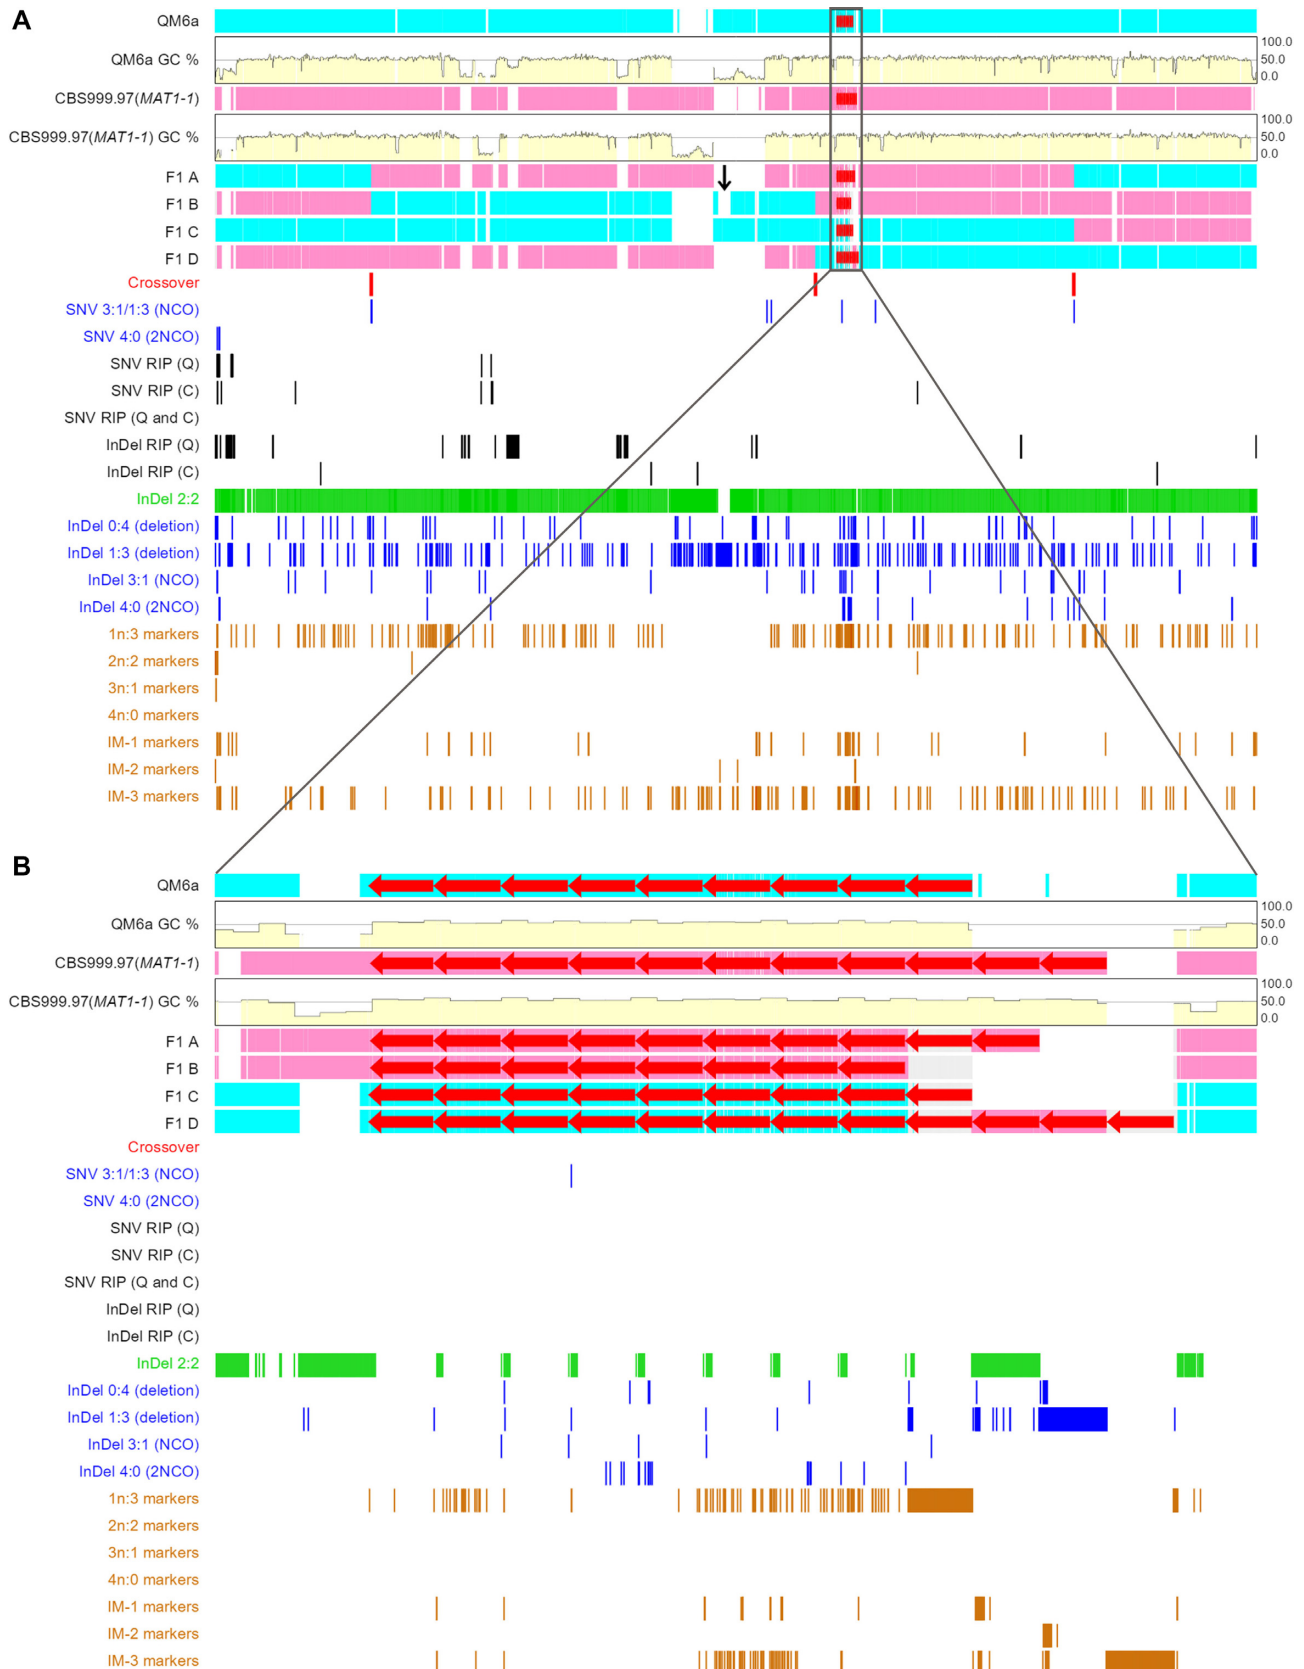 A
QM6a
QM6a GC %
100.0
50.0
0.0
CBS999.97(MAT1-1)
CBS999.97(MAT1-1) GC %
100.0
50.0
0.0
F1 A
F1 B
F1 C
F1 D
Crossover
SNV 3:1/1:3 (NCO)
SNV 4:0 (2NCO)
SNV RIP (Q)
SNV RIP (C)
SNV RIP (Q and C)
InDel RIP (Q)
InDel RIP (C)
InDel 2:2
InDel 0:4 (deletion)
InDel 1:3 (deletion)
InDel 3:1 (NCO)
InDel 4:0 (2NCO)
1n:3 markers
2n:2 markers
3n:1 markers
4n:0 markers
IM-1 markers
IM-2 markers
IM-3 markers
B
QM6a
QM6a GC %
100.0
50.0
0.0
CBS999.97(MAT1-1)
CBS999.97(MAT1-1) GC %
100.0
50.0
0.0
F1 A
F1 B
F1 C
F1 D
Crossover
SNV 3:1/1:3 (NCO)
SNV 4:0 (2NCO)
SNV RIP (Q)
SNV RIP (C)
SNV RIP (Q and C)
InDel RIP (Q)
InDel RIP (C)
InDel 2:2
InDel 0:4 (deletion)
InDel 1:3 (deletion)
InDel 3:1 (NCO)
InDel 4:0 (2NCO)
1n:3 markers
2n:2 markers
3n:1 markers
4n:0 markers
IM-1 markers
IM-2 markers
IM-3 markers